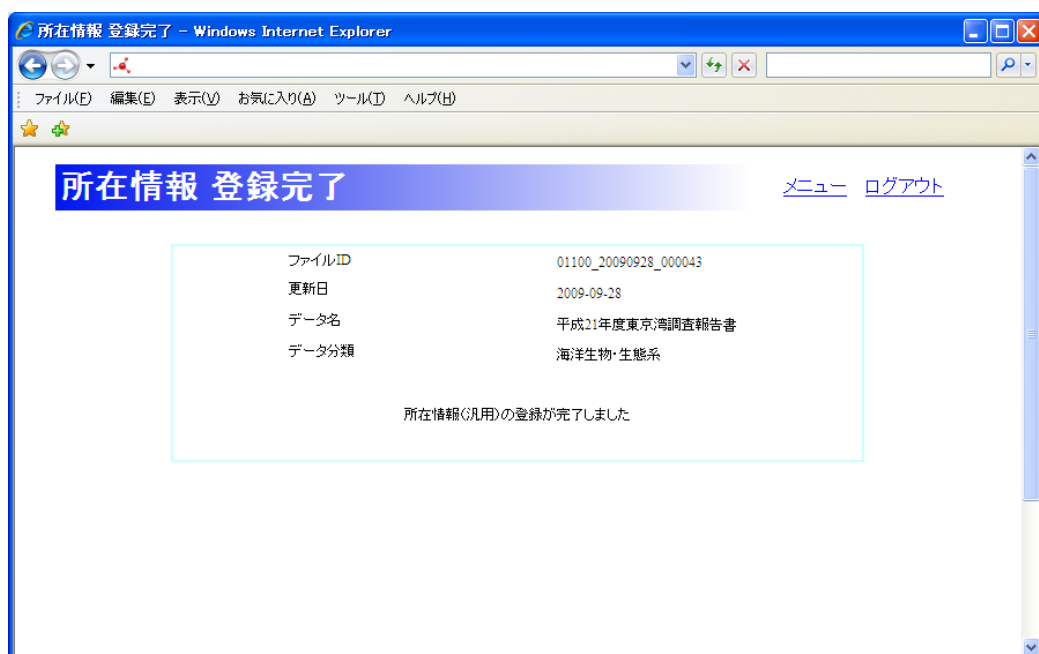 所在情報 登録完了 - Windows Internet Explorer
ファイル(F) 編集(E) 表示(V) お気に入り(A) ツール(T) ヘルプ(H)
所在情報 登録完了
メニュー ログアウト
ファイルID 01100_20090928_000043
更新日 2009-09-28
データ名 平成21年度東京湾調査報告書
データ分類 海洋生物・生態系
所在情報(汎用)の登録が完了しました